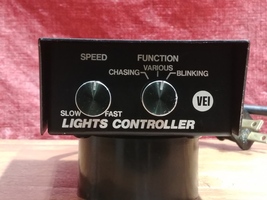 SPEED FUNCTION
VARIOUS
CHASING BLINKING
SLOW FAST VEI
LIGHTS CONTROLLER